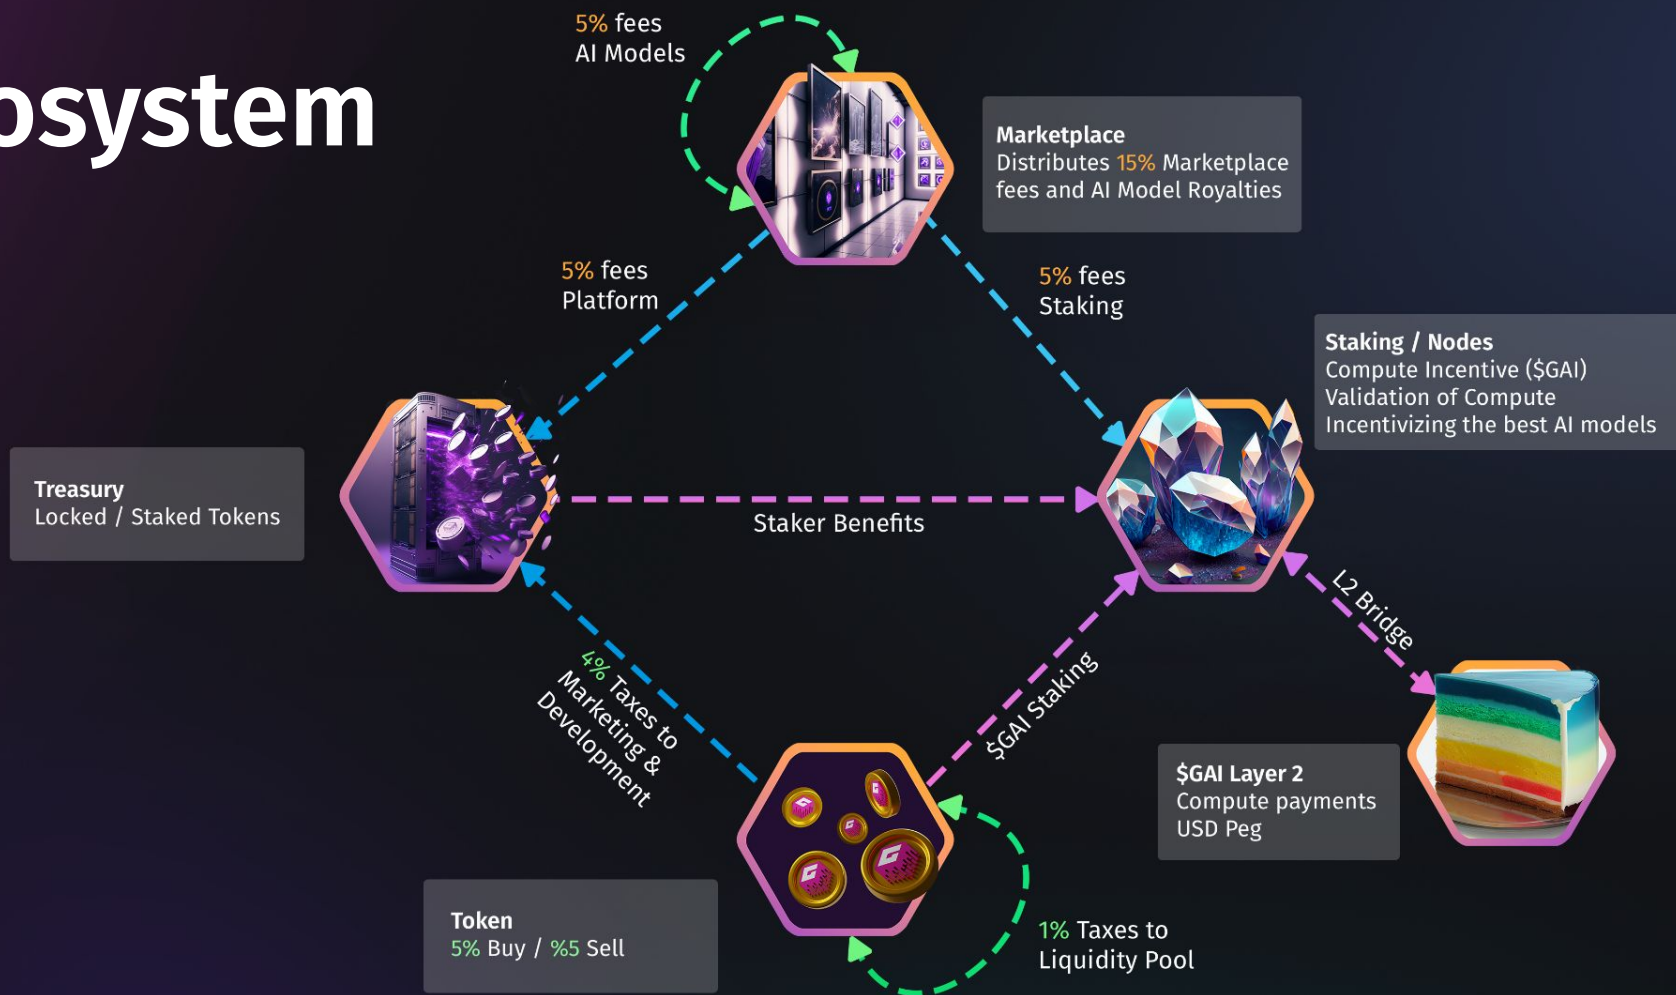 5% fees
AI Models
osystem
Marketplace
Distributes 15% Marketplace
fees and AI Model Royalties
5% fees
Platform
5% fees
Staking
Staking / Nodes
Compute Incentive ($GAI)
Validation of Compute
Incentivizing the best AI models
Treasury
Locked / Staked Tokens
Staker Benefits
L2 Bridge
4% Taxes to
Marketing &
Development
$GAI Staking
$GAI Layer 2
Compute payments
USD Peg
Token
5% Buy / %5 Sell
1% Taxes to
Liquidity Pool